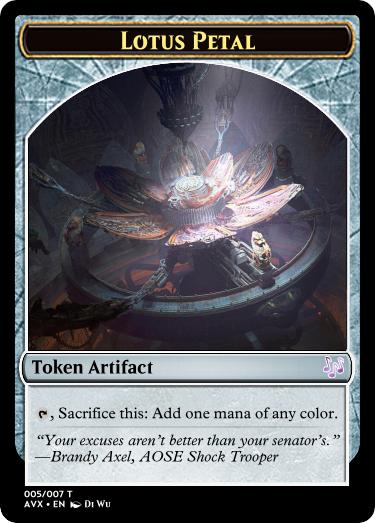 Lotus Petal
Token Artifact
, Sacrifice this: Add one mana of any color.
“Your excuses aren’t better than your senator’s.”
—Brandy Axel, AOSE Shock Trooper
005/007 T
AVX • EN Di Wu